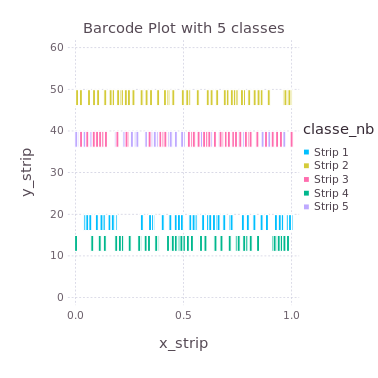 Barcode Plot with 5 classes
60
50
40
30
20
10
0
y_strip
0.0
0.5
1.0
x_strip
classe_nb
Strip 1
Strip 2
Strip 3
Strip 4
Strip 5